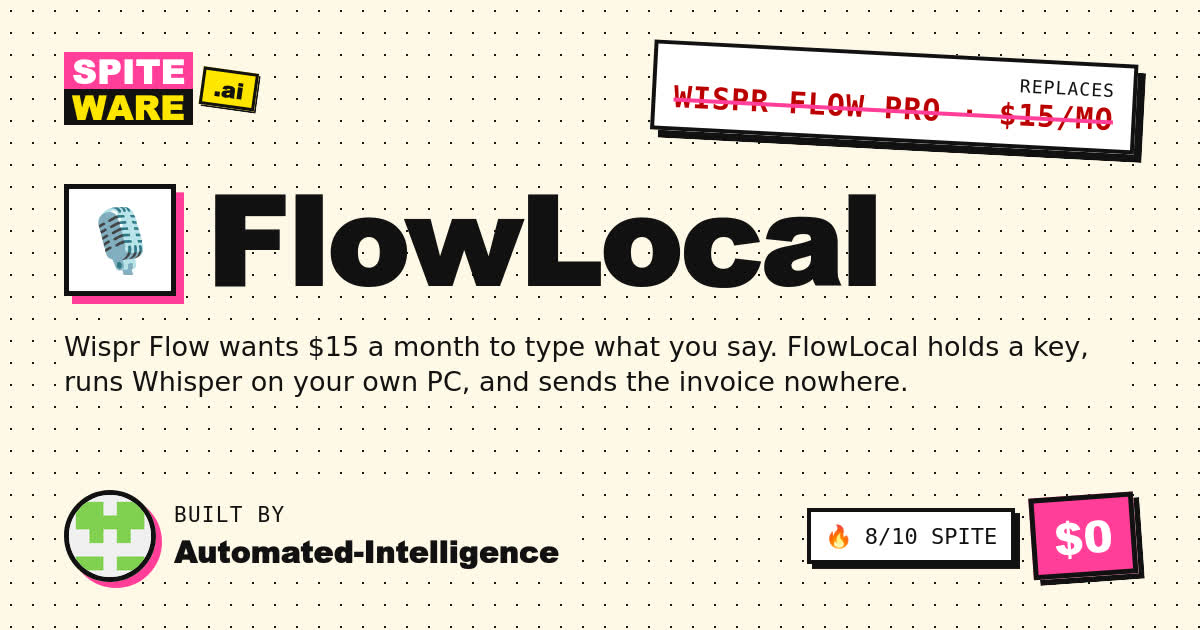 SPITE
WARE
.ai
REPLACES
WISPR FLOW PRO · $15/MO
FlowLocal
Wispr Flow wants $15 a month to type what you say. FlowLocal holds a key,
runs Whisper on your own PC, and sends the invoice nowhere.
BUILT BY
Automated-Intelligence
🔥 8/10 SPITE
$0